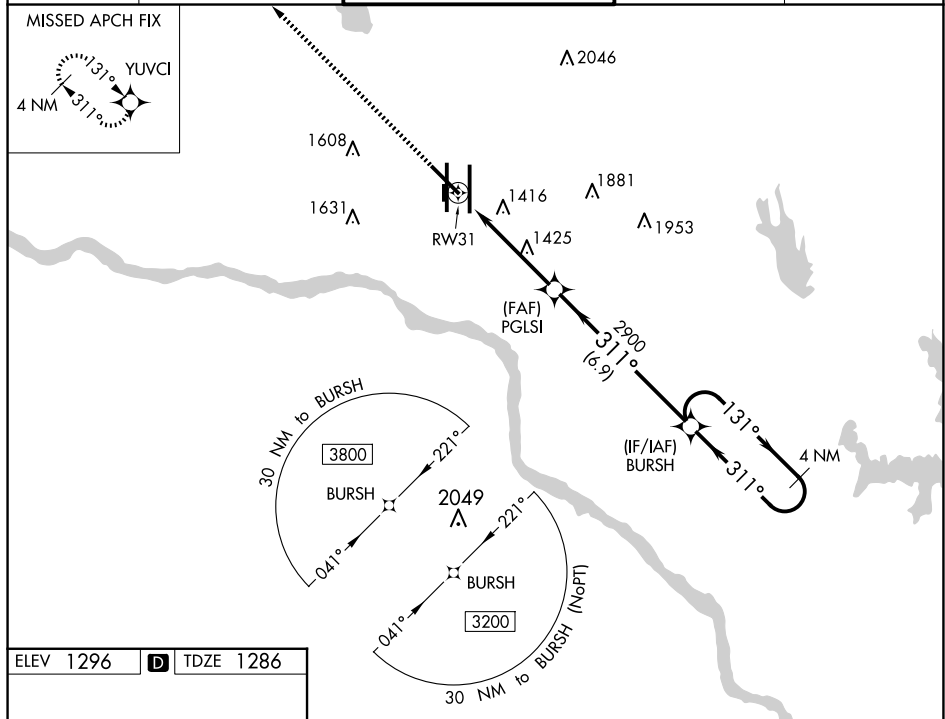 MISSED APCH FIX
131°
YUVCI
4 NM
311°
2046
1608
1631
1416
1881
1953
RW31
1425
(FAF)
PGLSI
2900
311°
(6.9)
131°
(IF/IAF)
BURSH
4 NM
311°
30 NM to BURSH
3800
221°
BURSH
041°
2049
221°
BURSH
3200
041°
30 NM to BURSH (NoPT)
ELEV 1296 D TDZE 1286